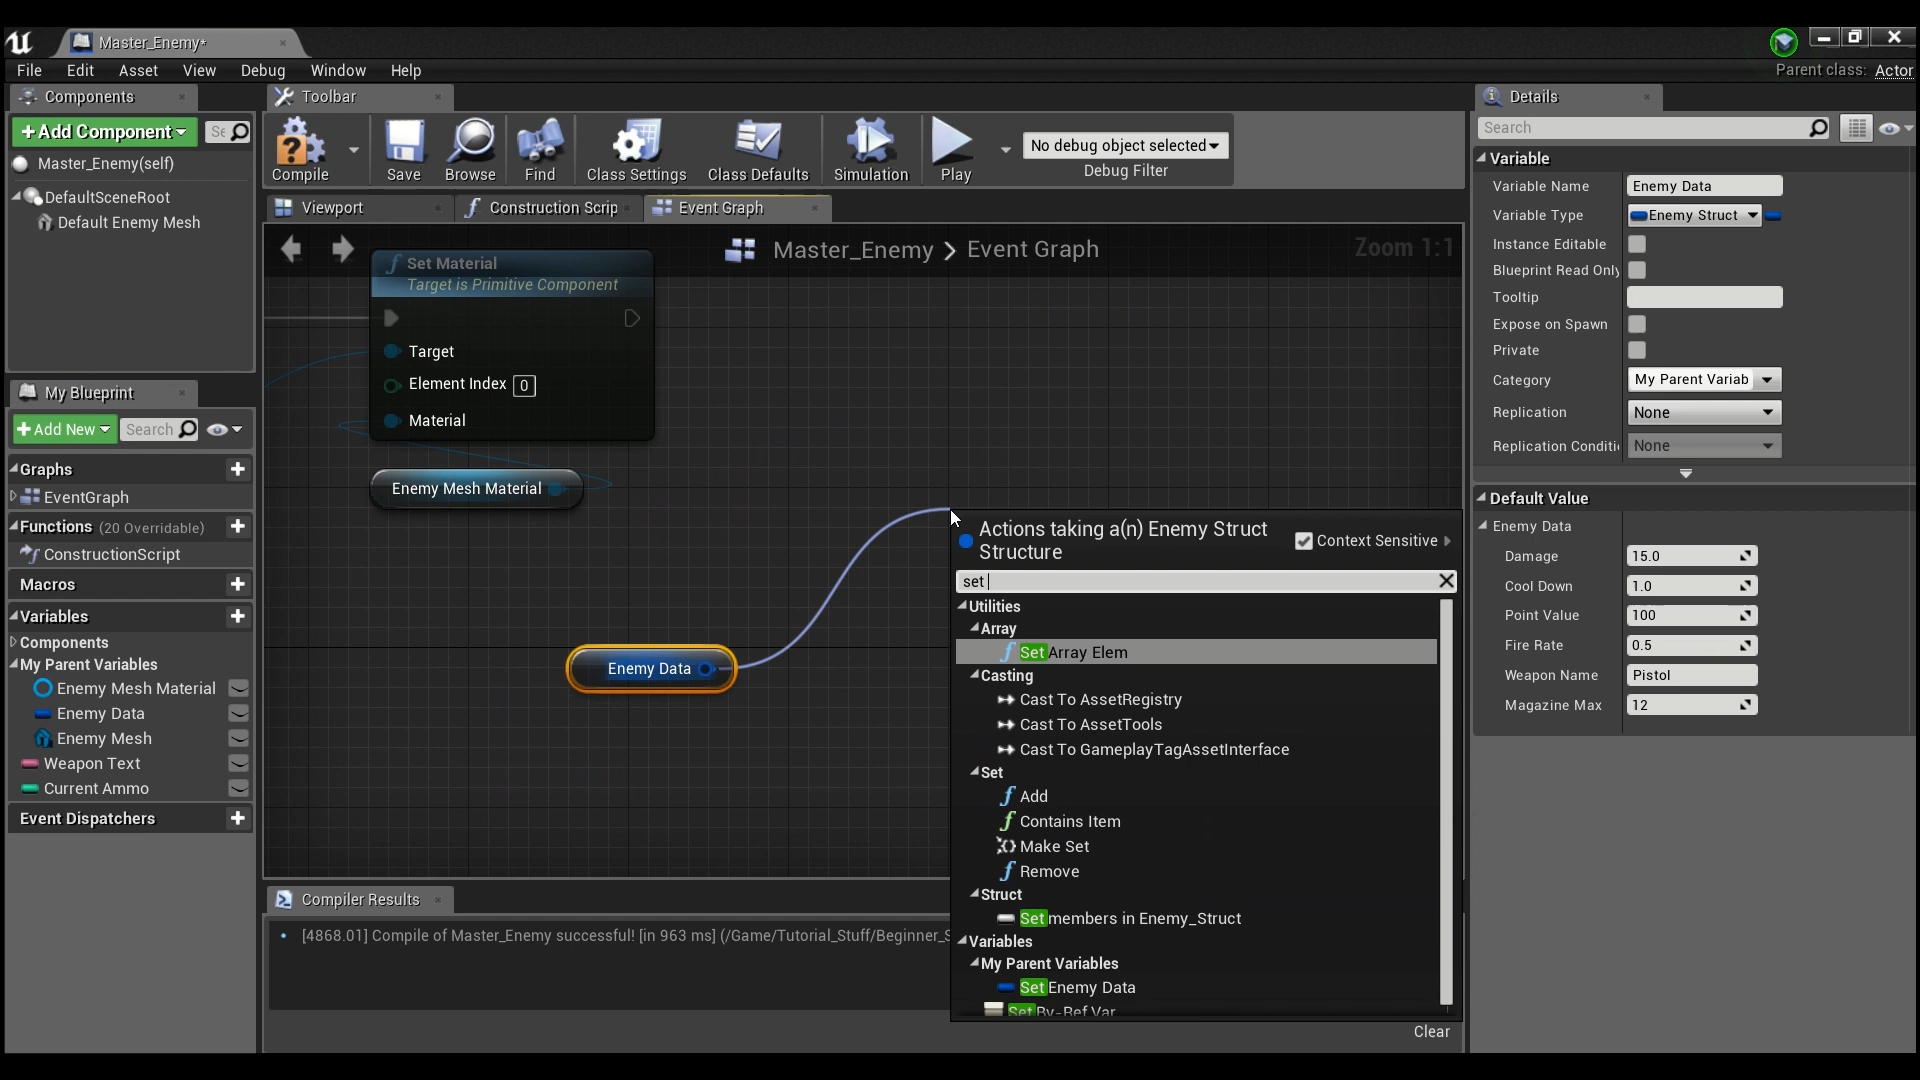 Master_Enemy*
File Edit Asset View Debug Window Help
Parent class: Actor
Components
+Add Component
Se
Master_Enemy(self)
DefaultSceneRoot
Default Enemy Mesh
Toolbar
Compile
Save
Browse
Find
Class Settings
Class Defaults
Simulation
Play
No debug object selected
Debug Filter
Viewport
Construction Scrip
Event Graph
Master_Enemy > Event Graph
Zoom 1:1
Set Material
Target is Primitive Component
Target
Element Index 0
Material
Enemy Mesh Material
Enemy Data
Actions taking a(n) Enemy Struct
Structure
Context Sensitive
set
Utilities
Array
Set Array Elem
Casting
Cast To AssetRegistry
Cast To AssetTools
Cast To GameplayTagAssetInterface
Set
Add
Contains Item
Make Set
Remove
Struct
Set members in Enemy_Struct
Variables
My Parent Variables
Set Enemy Data
Set By-Ref Var
Clear
My Blueprint
+Add New
Search
Graphs
EventGraph
Functions (20 Overridable)
ConstructionScript
Macros
Variables
Components
My Parent Variables
Enemy Mesh Material
Enemy Data
Enemy Mesh
Weapon Text
Current Ammo
Event Dispatchers
Compiler Results
[4868.01] Compile of Master_Enemy successful! [in 963 ms] (/Game/Tutorial_Stuff/Beginner_S
Details
Search
Variable
Variable Name Enemy Data
Variable Type Enemy Struct
Instance Editable
Blueprint Read Only
Tooltip
Expose on Spawn
Private
Category My Parent Variab
Replication None
Replication Conditi None
Default Value
Enemy Data
Damage 15.0
Cool Down 1.0
Point Value 100
Fire Rate 0.5
Weapon Name Pistol
Magazine Max 12